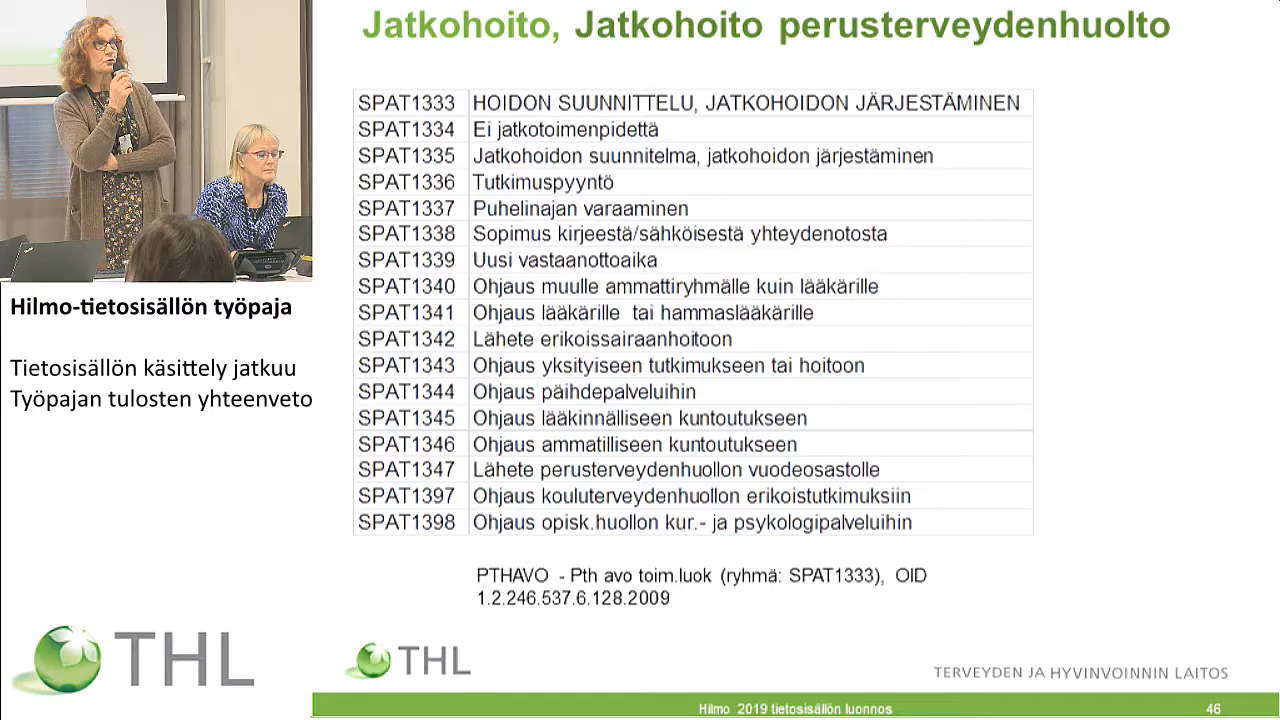 Jatkohoito, Jatkohoito perusterveydenhuolto
SPAT1333 HOIDON SUUNNITTELU, JATKOHOIDON JÄRJESTÄMINEN
SPAT1334 Ei jatkotoimenpidettä
SPAT1335 Jatkohoidon suunnitelma, jatkohoidon järjestäminen
SPAT1336 Tutkimuspyyntö
SPAT1337 Puhelinajan varaaminen
SPAT1338 Sopimus kirjeestä/sähköisestä yhteydenotosta
SPAT1339 Uusi vastaanottoaika
SPAT1340 Ohjaus muulle ammattiryhmälle kuin lääkärille
SPAT1341 Ohjaus lääkärille tai hammaslääkärille
SPAT1342 Lähete erikoissairaanhoitoon
SPAT1343 Ohjaus yksityiseen tutkimukseen tai hoitoon
SPAT1344 Ohjaus päihdepalveluihin
SPAT1345 Ohjaus lääkinnälliseen kuntoutukseen
SPAT1346 Ohjaus ammatilliseen kuntoutukseen
SPAT1347 Lähete perusterveydenhuollon vuodeosastolle
SPAT1397 Ohjaus kouluterveydenhuollon erikoistutkimuksiin
SPAT1398 Ohjaus opisk.huollon kur.- ja psykologipalveluihin
PTHAVO - Pth avo toim.luok (ryhmä: SPAT1333), OID
1.2.246.537.6.128.2009
Hilmo-tietosisällön työpaja
Tietosisällön käsittely jatkuu
Työpajan tulosten yhteenveto
THL
THL
TERVEYDEN JA HYVINVOINNIN LAITOS
Hilmo 2019 tietosisällön luonnos
46